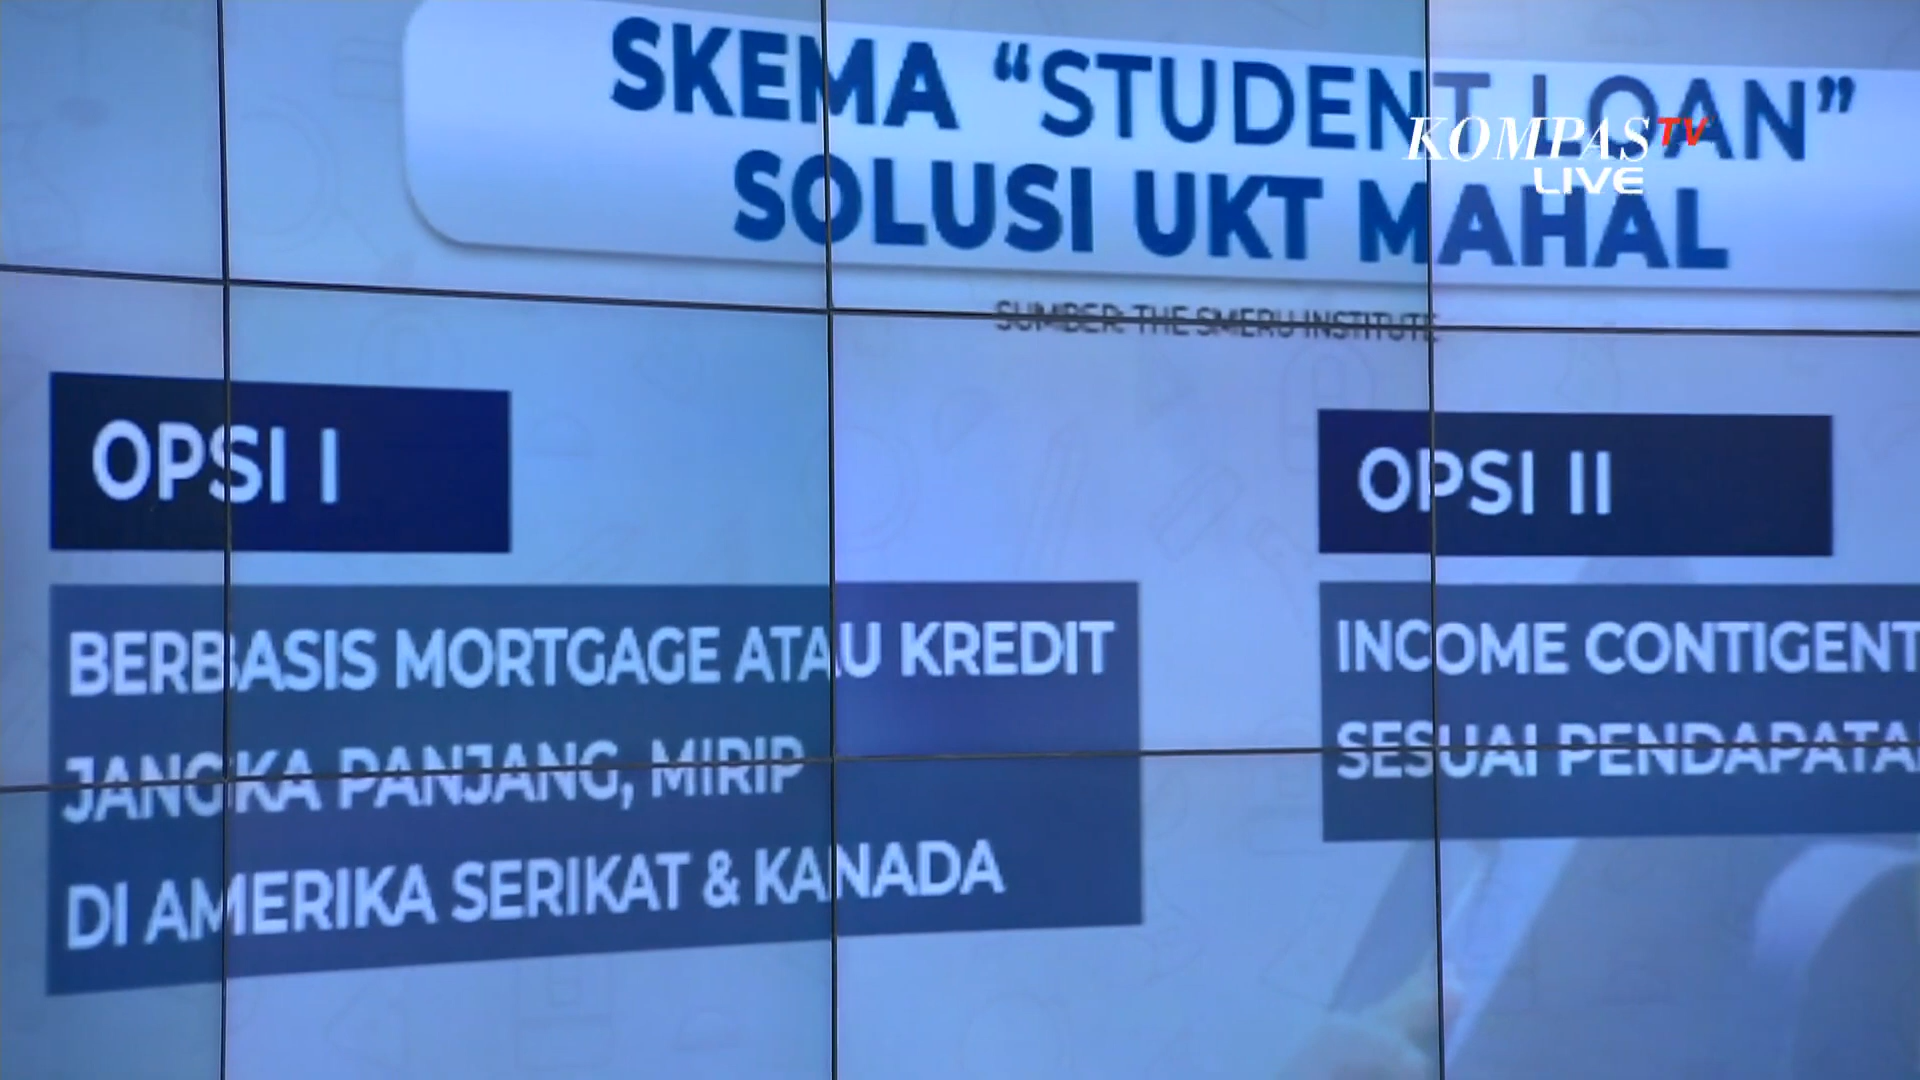 SKEMA “STUDENT LOAN”
SOLUSI UKT MAHAL
KOMPAS TV
LIVE
SUMBER: THE SMERU INSTITUTE
OPSI I
BERBASIS MORTGAGE ATAU KREDIT
JANGKA PANJANG, MIRIP
DI AMERIKA SERIKAT & KANADA
OPSI II
INCOME CONTIGENT
SESUAI